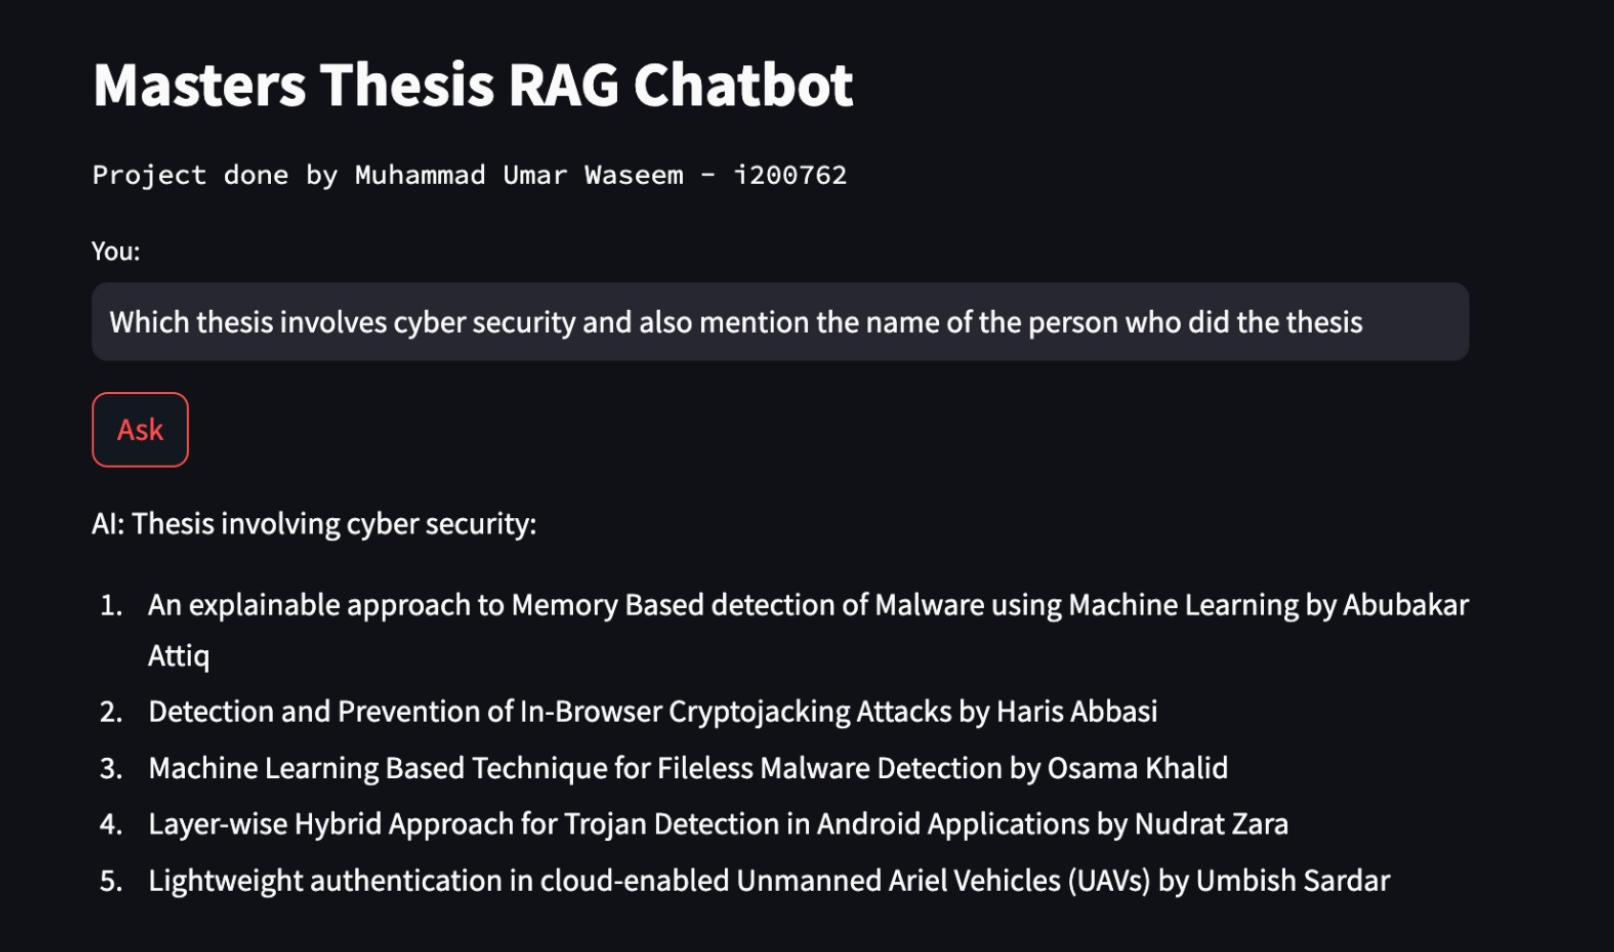 Masters Thesis RAG Chatbot
Project done by Muhammad Umar Waseem - i200762
You:
Which thesis involves cyber security and also mention the name of the person who did the thesis
Ask
AI: Thesis involving cyber security:
1. An explainable approach to Memory Based detection of Malware using Machine Learning by Abubakar
Attiq
2. Detection and Prevention of In-Browser Cryptojacking Attacks by Haris Abbasi
3. Machine Learning Based Technique for Fileless Malware Detection by Osama Khalid
4. Layer-wise Hybrid Approach for Trojan Detection in Android Applications by Nudrat Zara
5. Lightweight authentication in cloud-enabled Unmanned Ariel Vehicles (UAVs) by Umbish Sardar